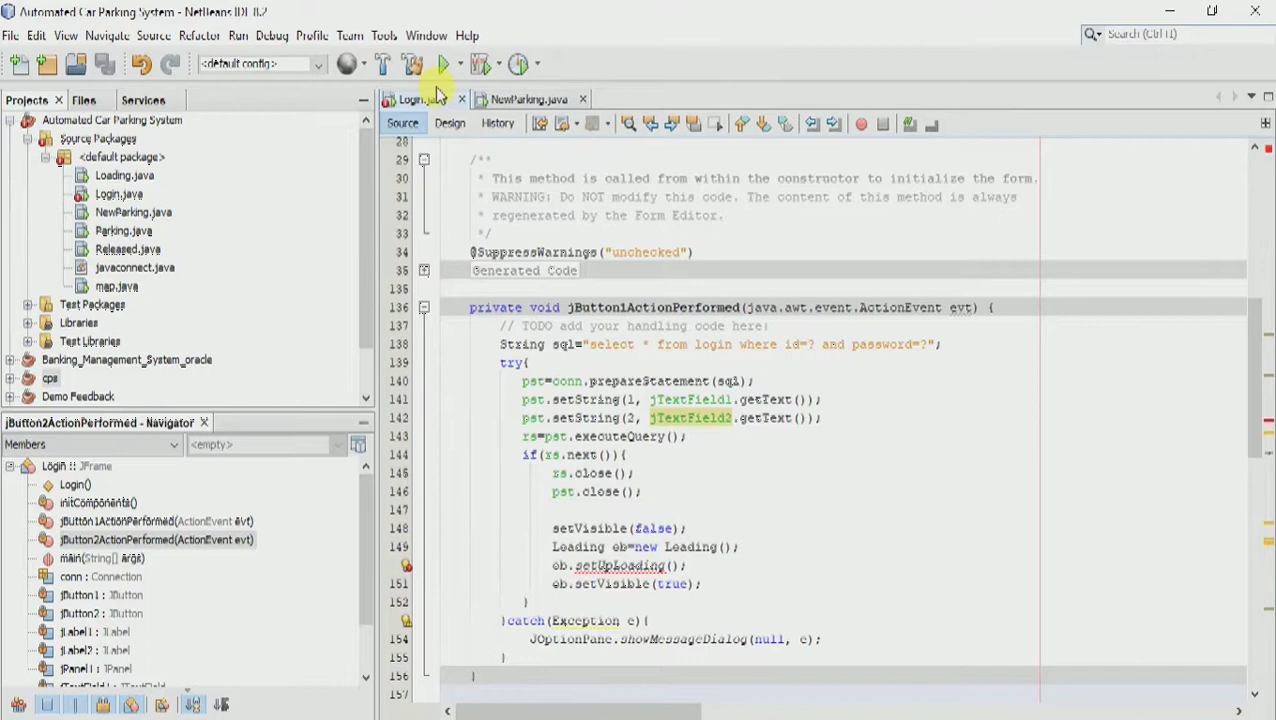 Automated Car Parking System - NetBeans IDE 8.2
File Edit View Navigate Source Refactor Run Debug Profile Team Tools Window Help
Search (Ctrl+I)
<default config>
Projects Files Services
Login.java NewParking.java
Source Design History
Automated Car Parking System
Source Packages
<default package>
Loading.java
Login.java
NewParking.java
Parking.java
Released.java
javaconnect.java
map.java
Test Packages
Libraries
Test Libraries
Banking_Management_System_oracle
cps
Demo Feedback
jButton2ActionPerformed - Navigator
Members <empty>
Login :: JFrame
Login()
initComponents()
jButton1ActionPerformed(ActionEvent evt)
jButton2ActionPerformed(ActionEvent evt)
main(String[] args)
conn : Connection
jButton1 : JButton
jButton2 : JButton
jLabel1 : JLabel
jLabel2 : JLabel
jPanel1 : JPanel
28
29 /**
30 * This method is called from within the constructor to initialize the form.
31 * WARNING: Do NOT modify this code. The content of this method is always
32 * regenerated by the Form Editor.
33 */
34 @SuppressWarnings("unchecked")
35 Generated Code
135
136 private void jButton1ActionPerformed(java.awt.event.ActionEvent evt) {
137 // TODO add your handling code here:
138 String sql="select * from login where id=? and password=?";
139 try{
140 pst=conn.prepareStatement(sql);
141 pst.setString(1, jTextField1.getText());
142 pst.setString(2, jTextField2.getText());
143 rs=pst.executeQuery();
144 if(rs.next()){
145 rs.close();
146 pst.close();
147
148 setVisible(false);
149 Loading ob=new Loading();
ob.setUpLoading();
151 ob.setVisible(true);
152 }
}catch(Exception e){
154 JOptionPane.showMessageDialog(null, e);
155 }
156 }
157